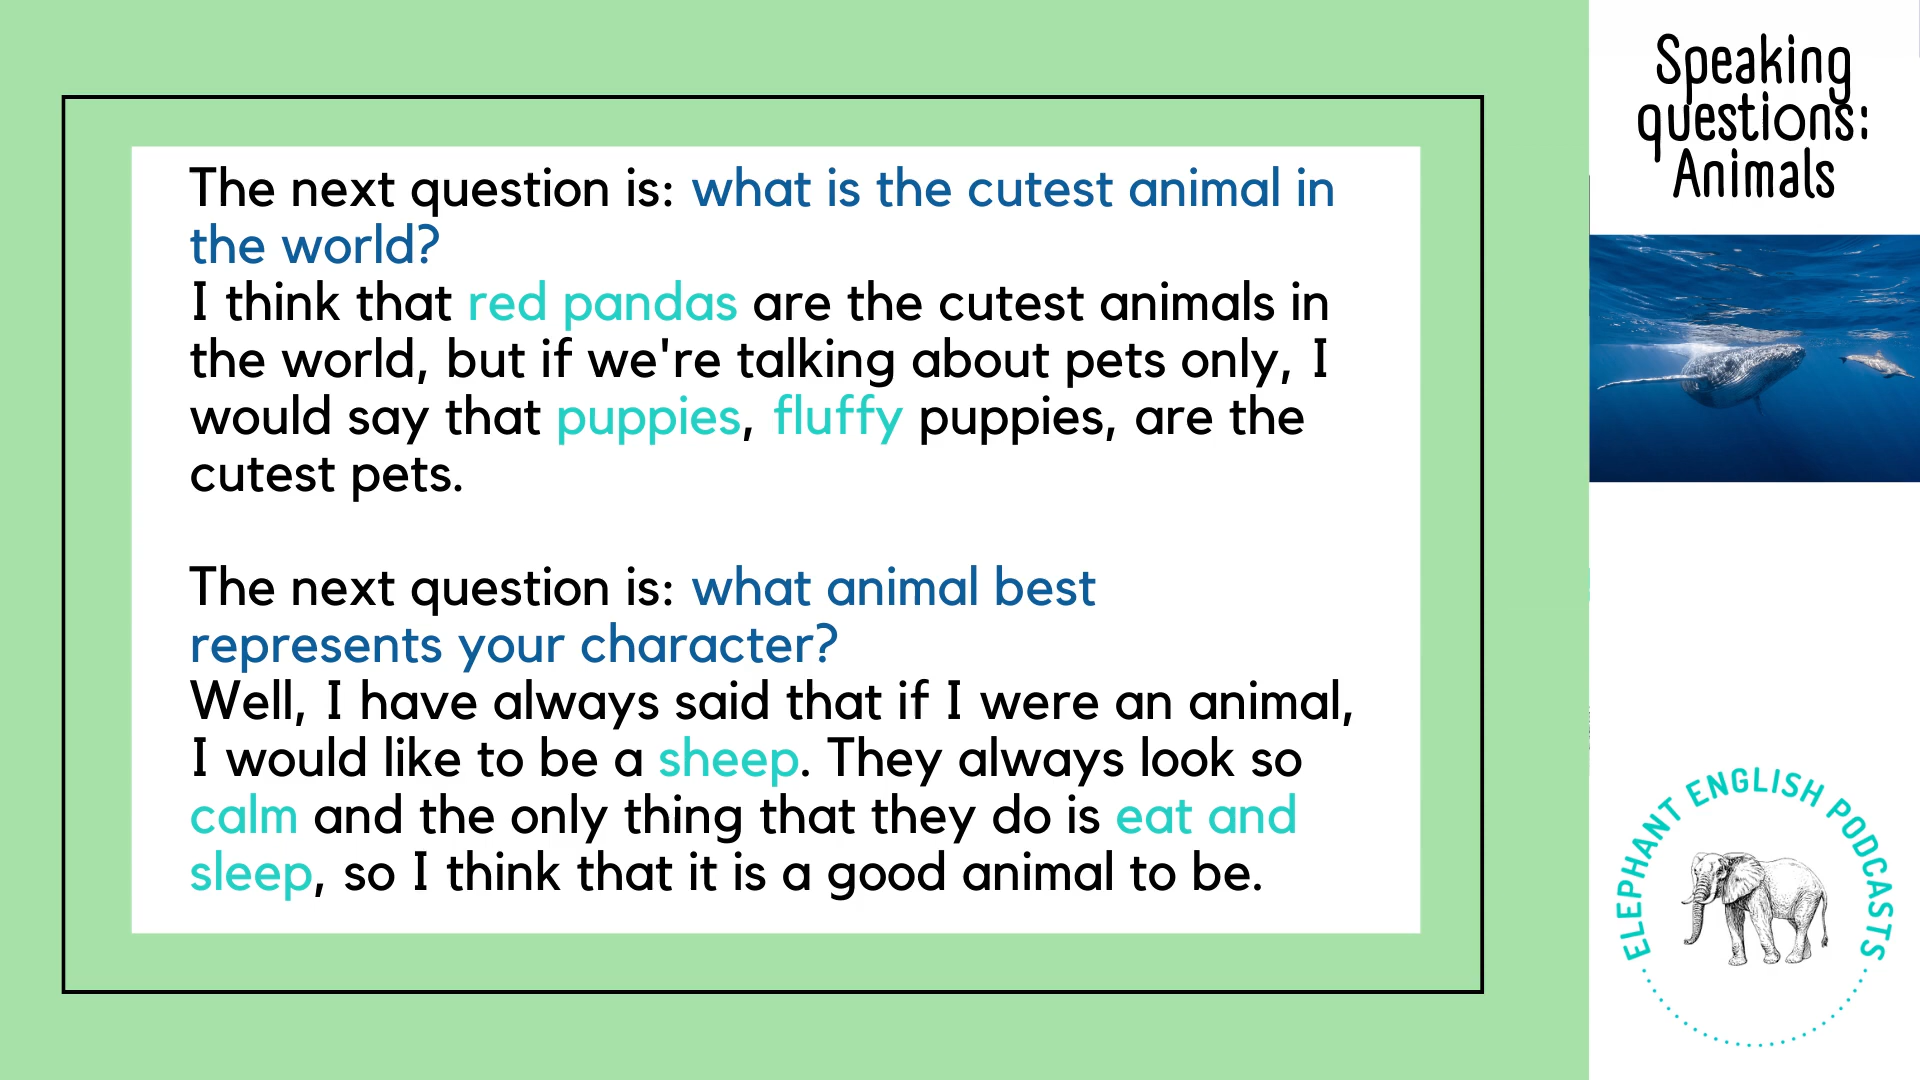 The next question is: what is the cutest animal in
the world?
I think that red pandas are the cutest animals in
the world, but if we're talking about pets only, I
would say that puppies, fluffy puppies, are the
cutest pets.
The next question is: what animal best
represents your character?
Well, I have always said that if I were an animal,
I would like to be a sheep. They always look so
calm and the only thing that they do is eat and
sleep, so I think that it is a good animal to be.
Speaking
questions:
Animals
ELEPHANT ENGLISH PODCASTS